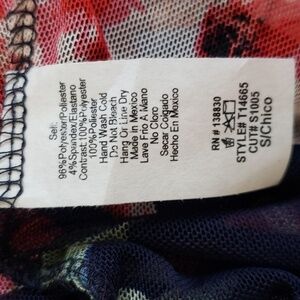 Self:
96%Polyester/Poliester
4%Spandex/Elastano
Contrast:100%Polyester
100%Poliester
Hand Wash Cold
Do Not Bleach
Hang Or Line Dry
Made In Mexico
Lave Frio A Mano
No Cloro
Secar Colgado
Hecho En Mexico
RN # 138830
STYLE# T14665
CUT# S1005
S/Chico